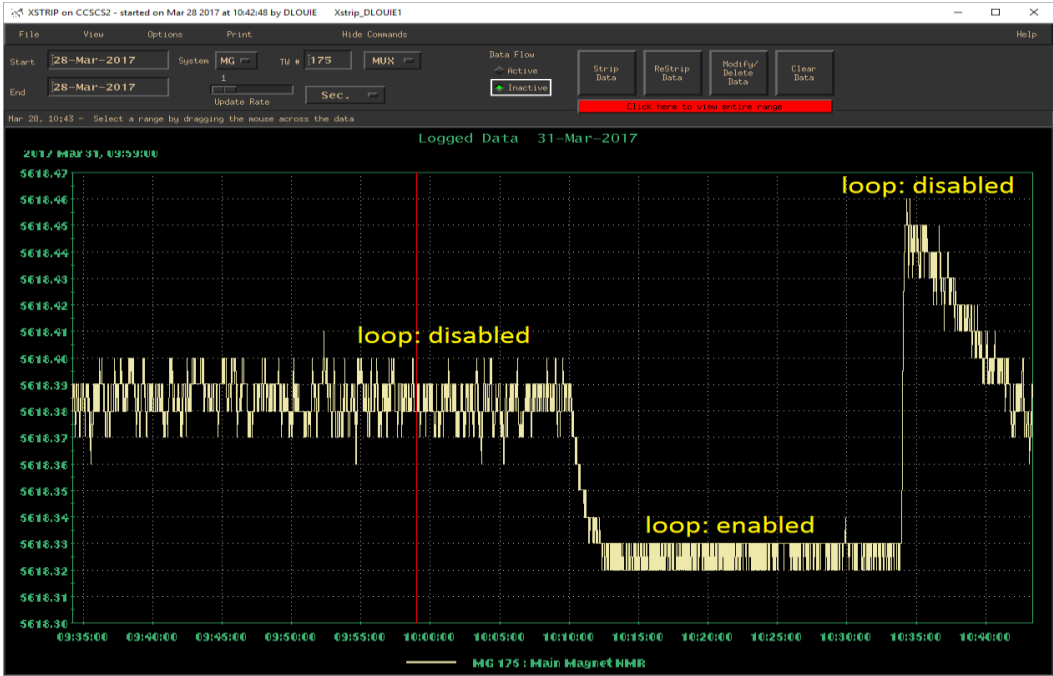 XSTRIP on CCSCS2 - started on Mar 28 2017 at 10:42:48 by DLOUIE Xstrip_DLOUIE1
File View Options Print Hide Commands Help
Start 28-Mar-2017 System MG TW # 175 MUX
End 28-Mar-2017 1 Update Rate Sec.
Data Flow
Active
Inactive
Strip Data
ReStrip Data
Modify/ Delete Data
Clear Data
Click here to view entire range
Mar 28, 10:43 - Select a range by dragging the mouse across the data
Logged Data 31-Mar-2017
2017 Mar 31, 09:59:00
5618.47
loop: disabled
5618.46
5618.45
5618.44
5618.43
5618.42
5618.41
loop: disabled
5618.40
5618.39
5618.38
5618.37
5618.36
5618.35
5618.34
loop: enabled
5618.33
5618.32
5618.31
5618.30
09:35:00 09:40:00 09:45:00 09:50:00 09:55:00 10:00:00 10:05:00 10:10:00 10:15:00 10:20:00 10:25:00 10:30:00 10:35:00 10:40:00
MG 175 : Main Magnet NMR